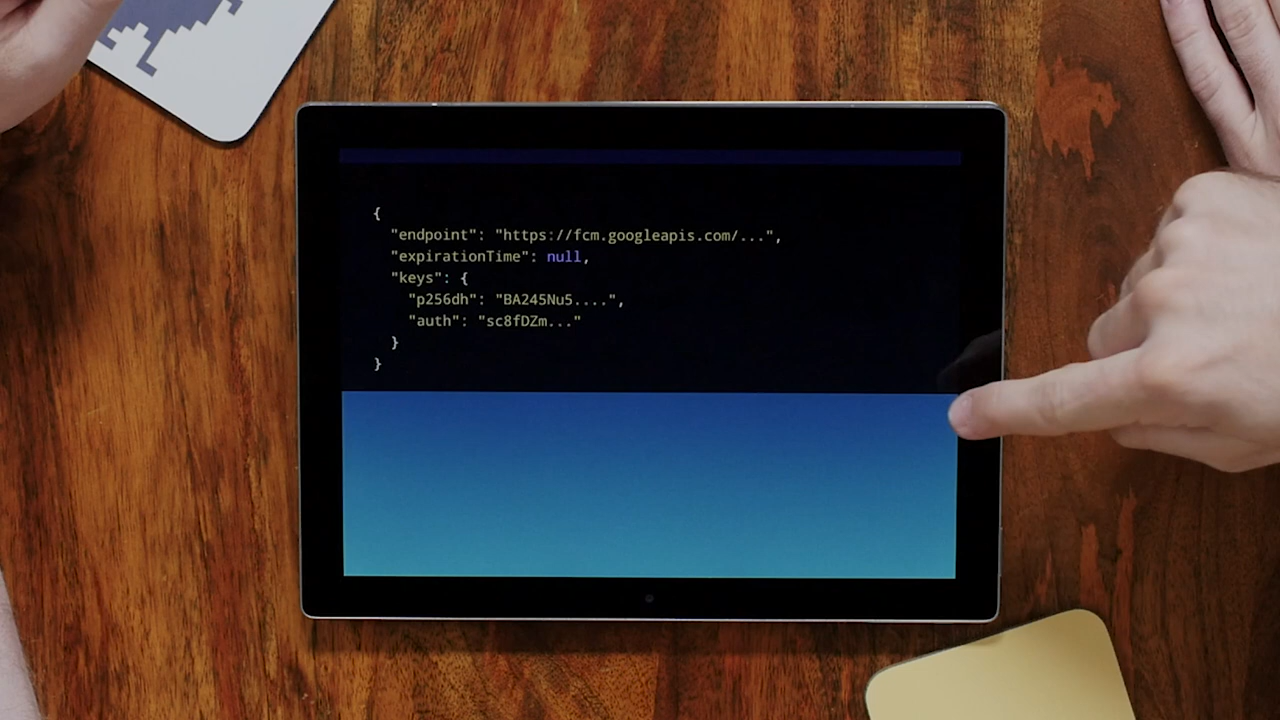 {
"endpoint": "https://fcm.googleapis.com/...",
"expirationTime": null,
"keys": {
"p256dh": "BA245Nu5....",
"auth": "sc8fDZm..."
}
}